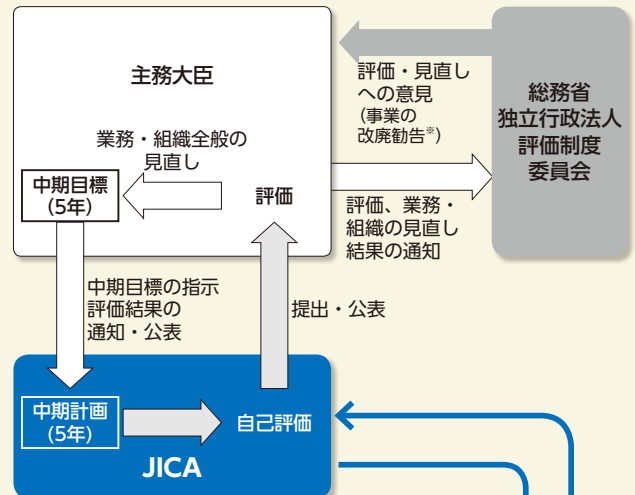 主務大臣
業務・組織全般の
見直し
中期目標
(5年)
評価
評価・見直し
への意見
(事業の
改廃勧告※)
総務省
独立行政法人
評価制度
委員会
評価、業務・
組織の見直し
結果の通知
中期目標の指示
評価結果の
通知・公表
提出・公表
中期計画
(5年)
自己評価
JICA